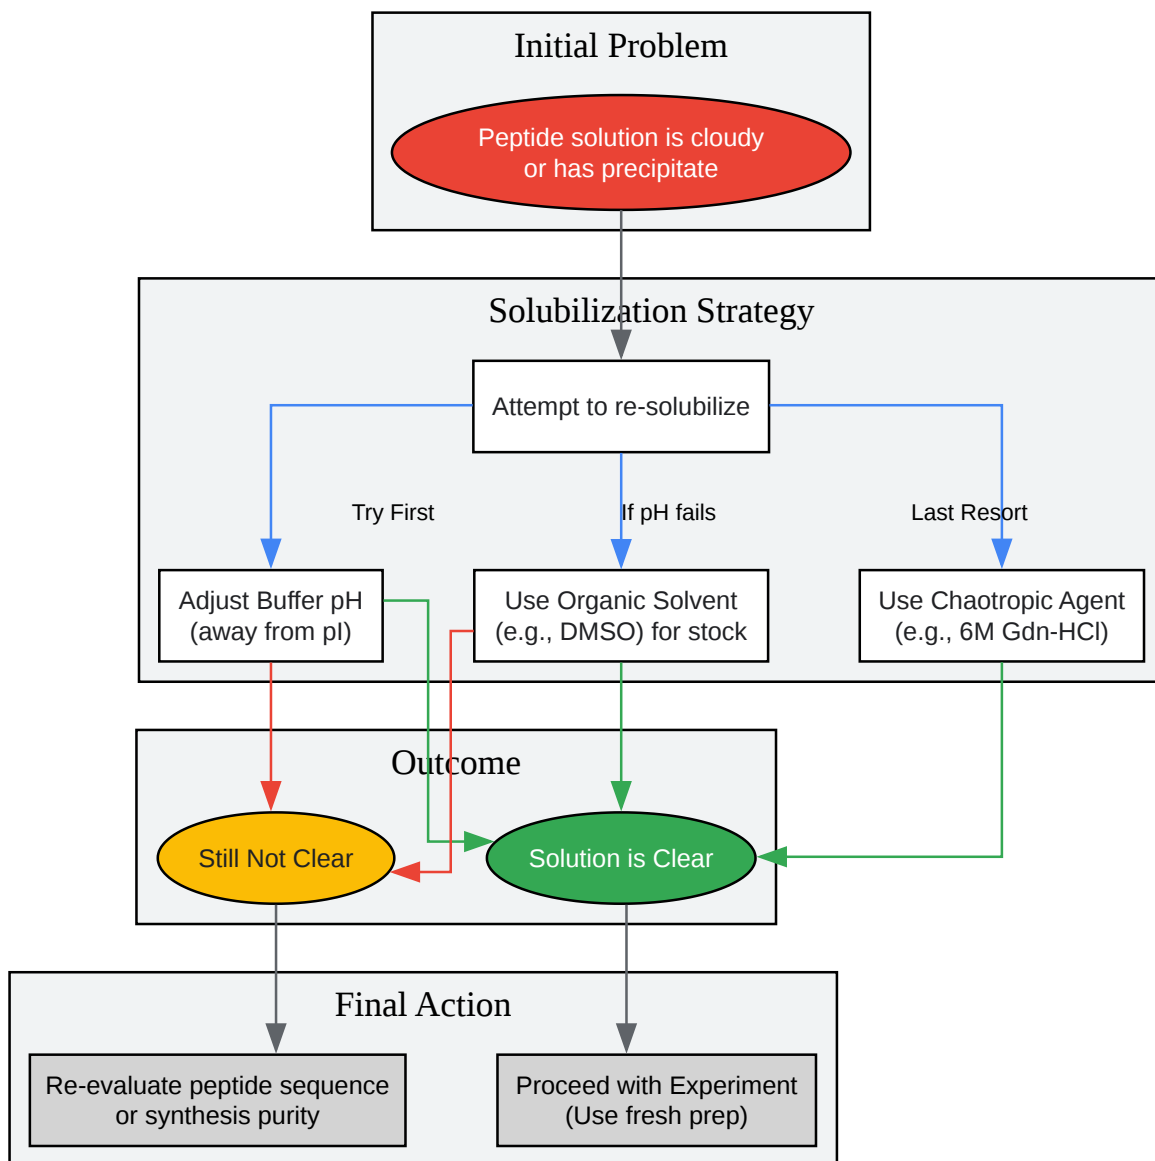 Initial Problem
Peptide solution is cloudy
or has precipitate
Solubilization Strategy
Attempt to re-solubilize
Try First
If pH fails
Last Resort
Adjust Buffer pH
(away from pI)
Use Organic Solvent
(e.g., DMSO) for stock
Use Chaotropic Agent
(e.g., 6M Gdn-HCl)
Outcome
Still Not Clear
Solution is Clear
Final Action
Re-evaluate peptide sequence
or synthesis purity
Proceed with Experiment
(Use fresh prep)